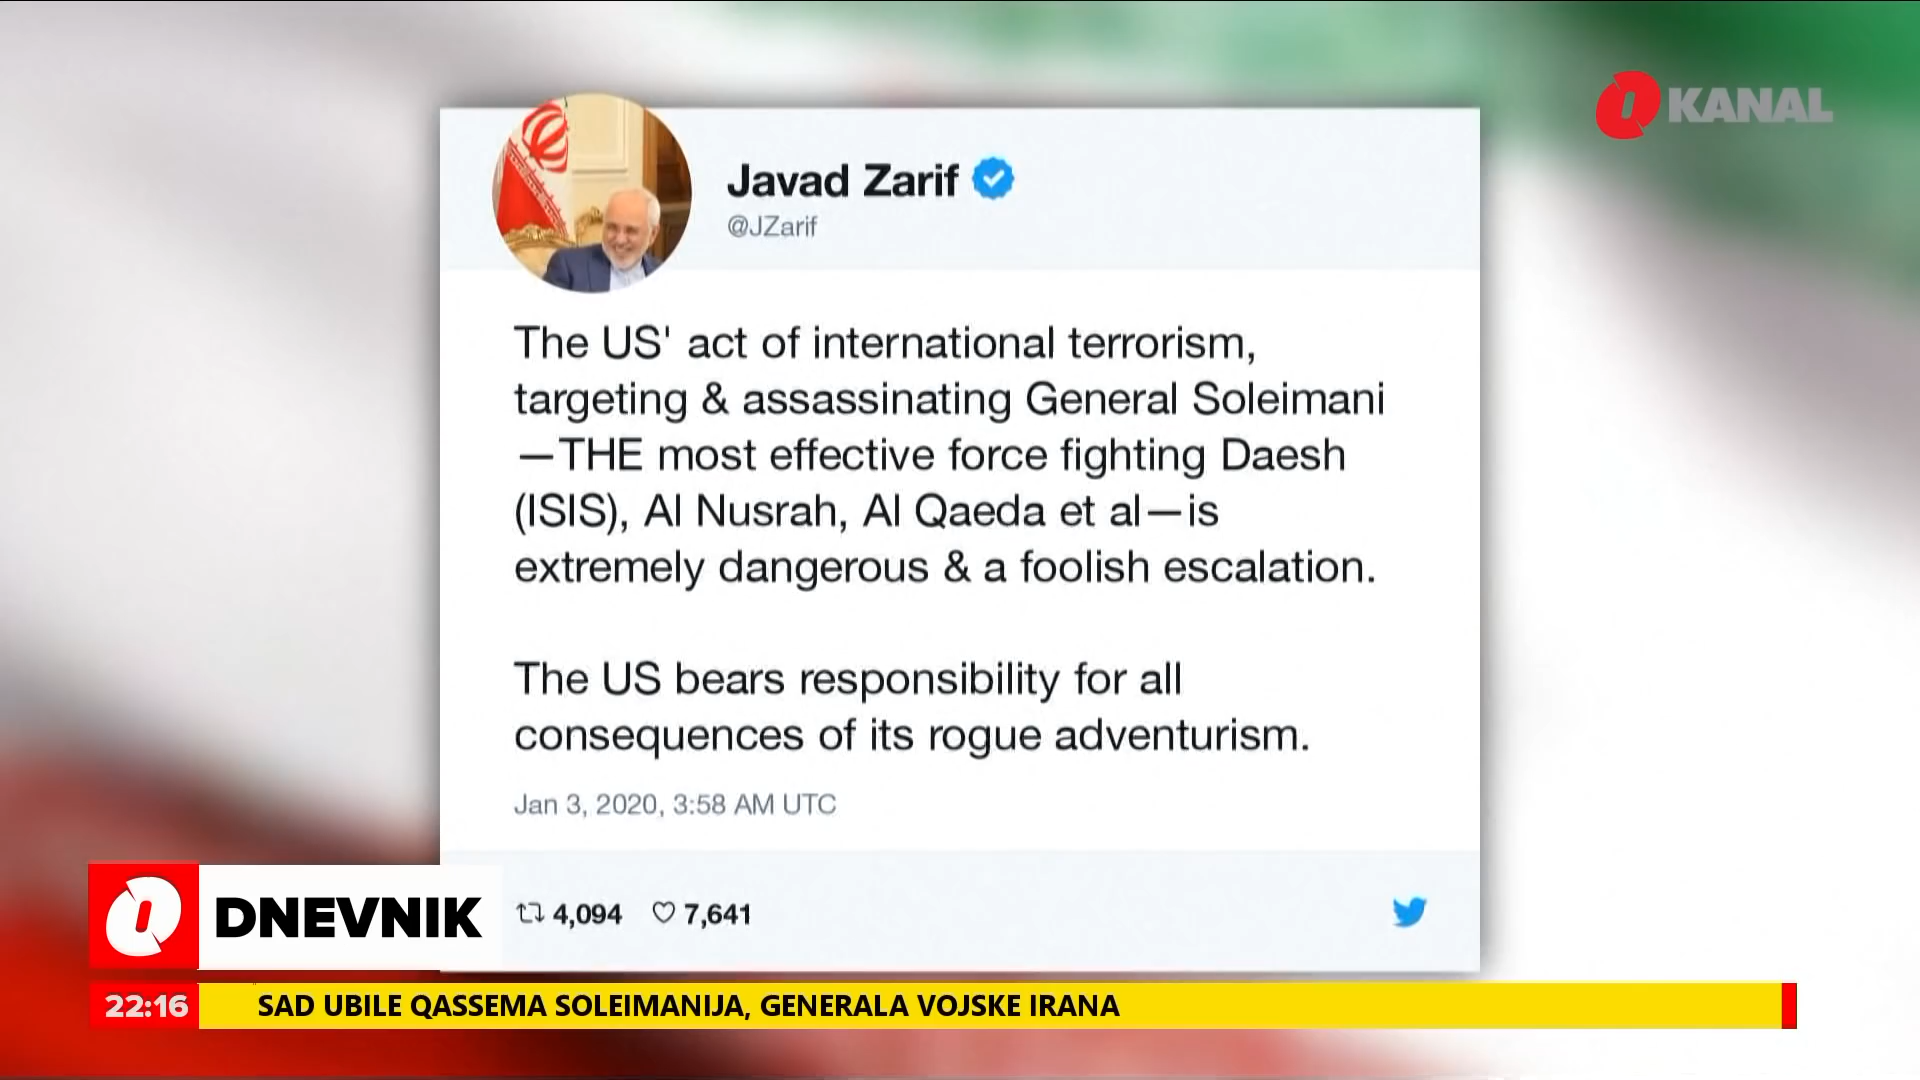 O KANAL
Javad Zarif
@JZarif
The US' act of international terrorism,
targeting & assassinating General Soleimani
—THE most effective force fighting Daesh
(ISIS), Al Nusrah, Al Qaeda et al—is
extremely dangerous & a foolish escalation.
The US bears responsibility for all
consequences of its rogue adventurism.
Jan 3, 2020, 3:58 AM UTC
4,094 7,641
O DNEVNIK
22:16 SAD UBILE QASSEMA SOLEIMANIJA, GENERALA VOJSKE IRANA